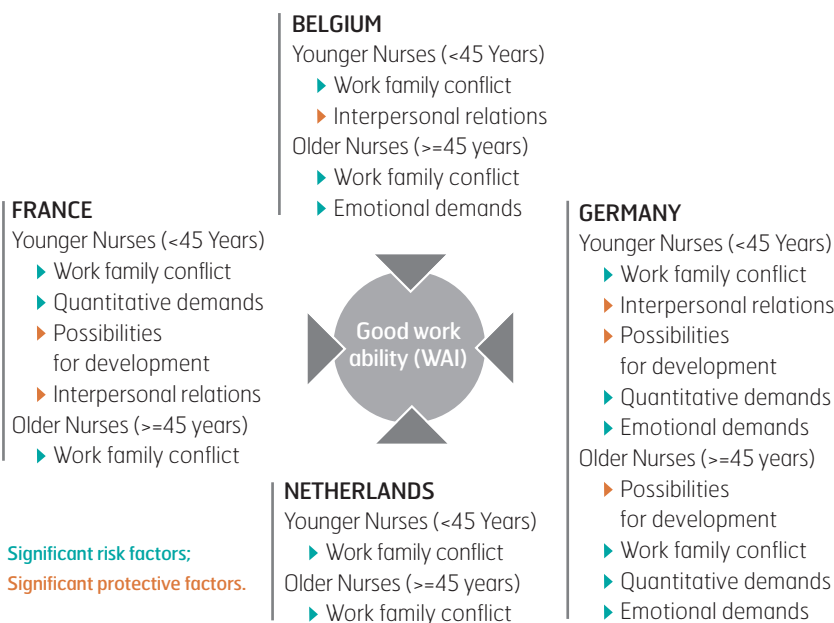 BELGIUM
Younger Nurses (<45 Years)
Work family conflict
Interpersonal relations
Older Nurses (>=45 years)
Work family conflict
Emotional demands
FRANCE
Younger Nurses (<45 Years)
Work family conflict
Quantitative demands
Possibilities
for development
Interpersonal relations
Older Nurses (>=45 years)
Work family conflict
Good work
ability (WAI)
GERMANY
Younger Nurses (<45 Years)
Work family conflict
Interpersonal relations
Possibilities
for development
Quantitative demands
Emotional demands
Older Nurses (>=45 years)
Possibilities
for development
Work family conflict
Quantitative demands
Emotional demands
NETHERLANDS
Younger Nurses (<45 Years)
Work family conflict
Older Nurses (>=45 years)
Work family conflict
Significant risk factors;
Significant protective factors.